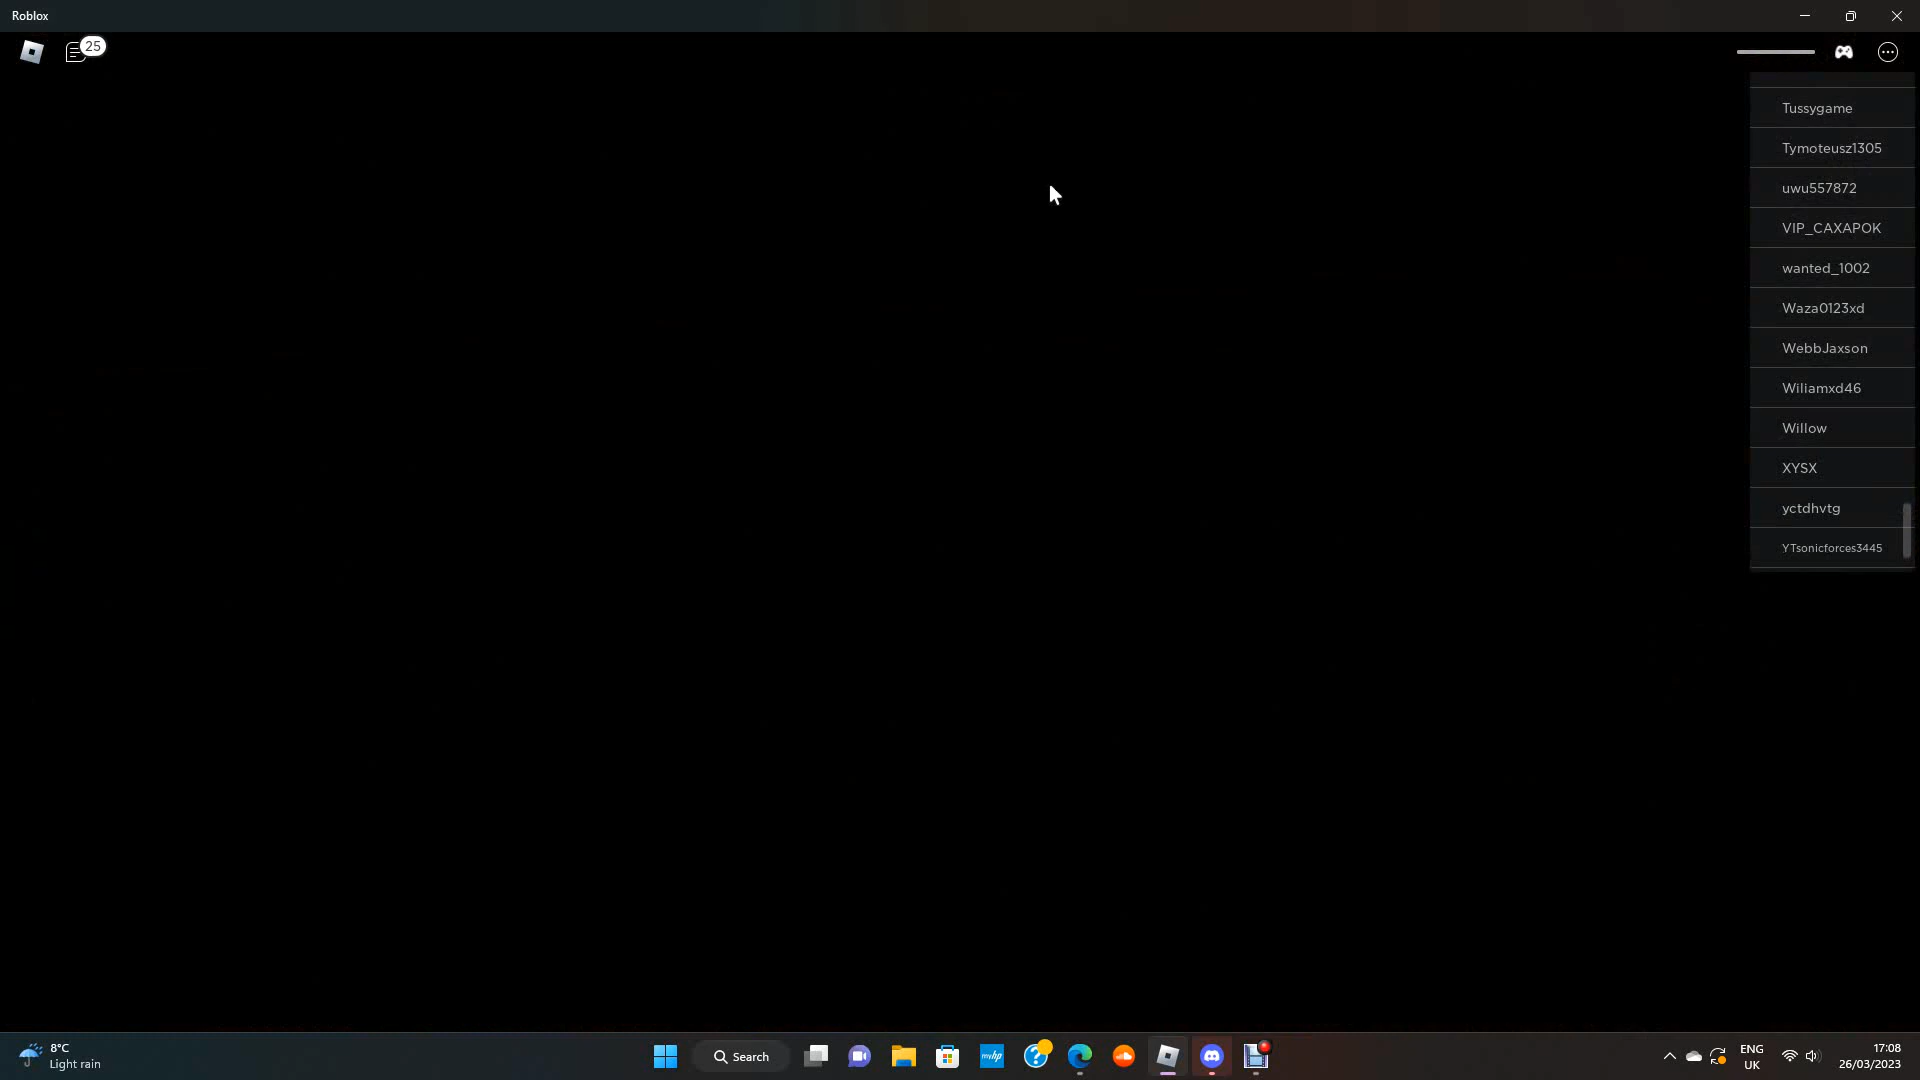 Roblox
25
Tussygame
Tymoteusz1305
uwu557872
VIP_CAXAPOK
wanted_1002
Waza0123xd
WebbJaxson
Wiliamxd46
Willow
XYSX
yctdhvtg
YTsonicforces3445
8°C
Light rain
Search
myhp
ENG
UK
17:08
26/03/2023